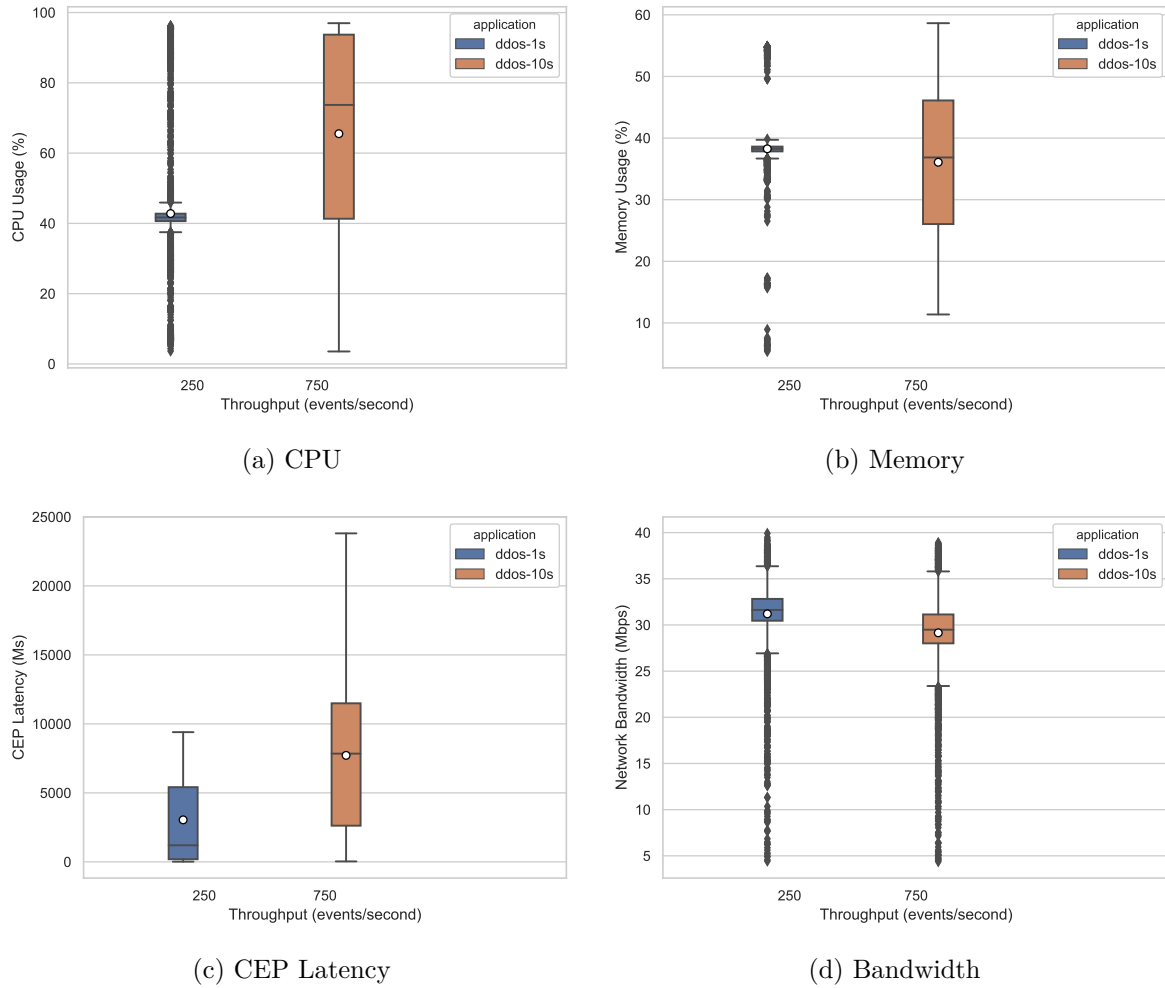 100
80
60
40
20
0
CPU Usage (%)
application
ddos-1s
ddos-10s
250
750
Throughput (events/second)
(a) CPU
60
50
40
30
20
10
Memory Usage (%)
application
ddos-1s
ddos-10s
250
750
Throughput (events/second)
(b) Memory
25000
20000
15000
10000
5000
0
CEP Latency (Ms)
application
ddos-1s
ddos-10s
250
750
Throughput (events/second)
(c) CEP Latency
40
35
30
25
20
15
10
5
Network Bandwidth (Mbps)
application
ddos-1s
ddos-10s
250
750
Throughput (events/second)
(d) Bandwidth